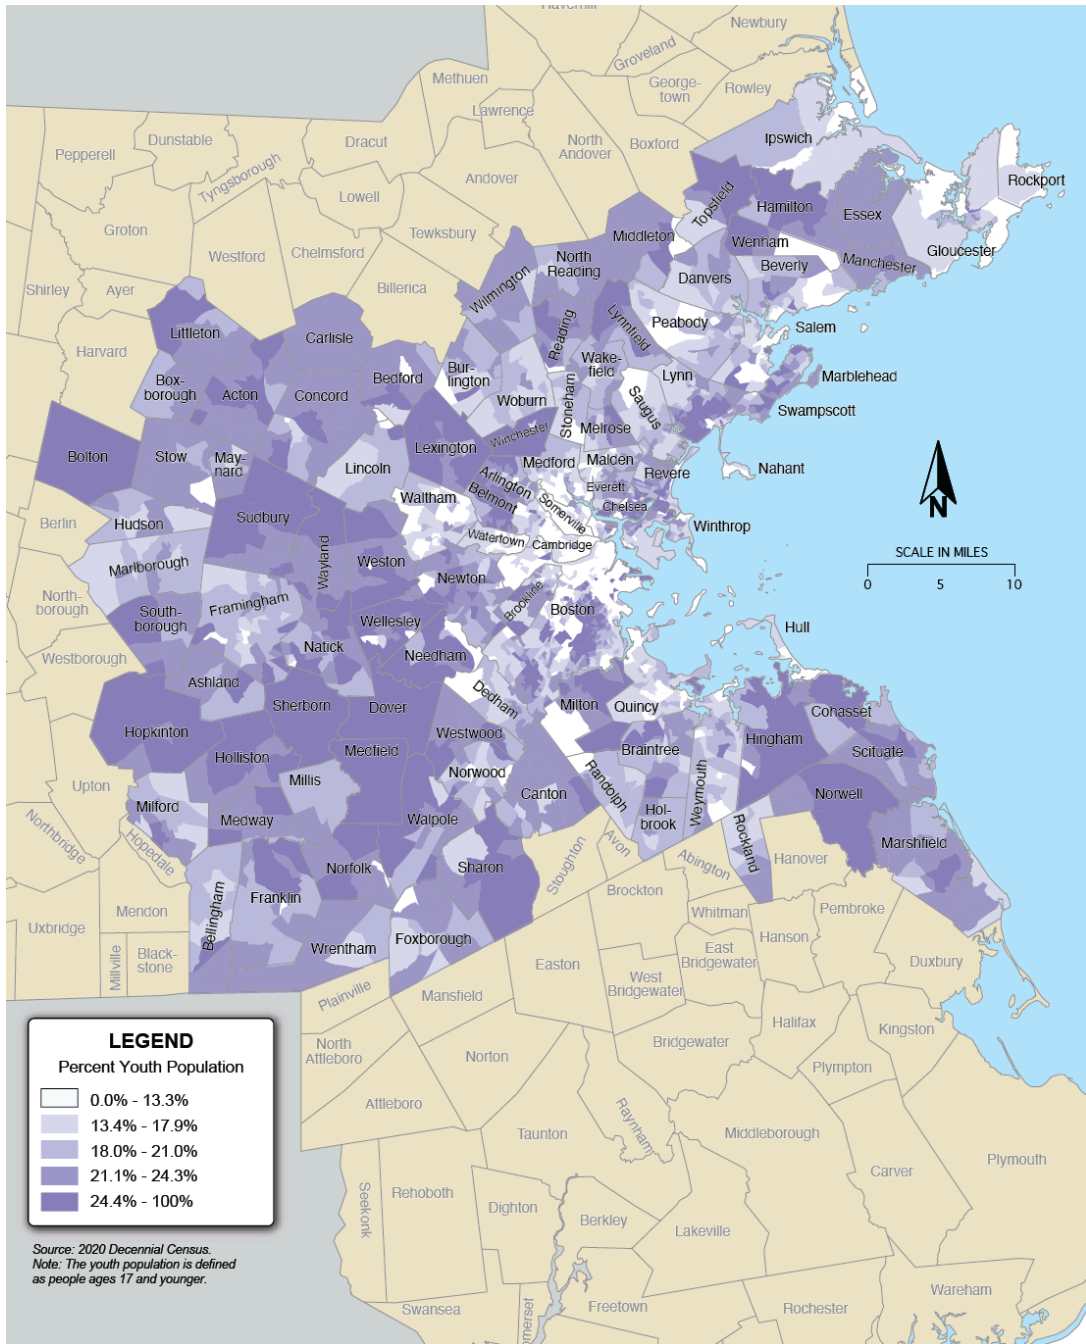 Haverhill
Newbury
Groveland
Methuen
George-
town
Rowley
Lawrence
Dunstable
Dracut
North
Andover
Boxford
Ipswich
Pepperell
Tyngsborough
Andover
Rockport
Lowell
Topsfield
Hamilton
Essex
Groton
Tewksbury
Middleton
Wenham
Gloucester
Westford
Chelmsford
North
Reading
Beverly
Manchester
Danvers
Shirley
Ayer
Billerica
Wilmington
Littleton
Carlisle
Reading
Lynnfield
Peabody
Salem
Harvard
Bedford
Bur-
lington
Wake-
field
Lynn
Marblehead
Box-
borough
Acton
Concord
Woburn
Stoneham
Saugus
Swampscott
Bolton
Stow
May-
nard
Lincoln
Lexington
Winchester
Melrose
Medford
Malden
Revere
Nahant
Arlington
Belmont
Everett
Waltham
Somerville
Chelsea
Berlin
Hudson
Sudbury
Watertown
Cambridge
Winthrop
SCALE IN MILES
0
5
10
N
Marlborough
Wayland
Weston
Newton
Brookline
Boston
North-
borough
South-
borough
Framingham
Wellesley
Hull
Natick
Needham
Westborough
Ashland
Sherborn
Dover
Dedham
Milton
Quincy
Cohasset
Hopkinton
Westwood
Hingham
Scituate
Holliston
Medfield
Braintree
Upton
Millis
Norwood
Canton
Randolph
Weymouth
Norwell
Milford
Medway
Walpole
Hol-
brook
Rockland
Northbridge
Hopedale
Stoughton
Avon
Abington
Hanover
Marshfield
Norfolk
Sharon
Brockton
Bellingham
Franklin
Whitman
Pembroke
Mendon
Uxbridge
Wrentham
Foxborough
Hanson
East
Bridgewater
Millville
Black-
stone
Easton
West
Bridgewater
Duxbury
Plainville
Mansfield
Halifax
Kingston
North
Attleboro
Norton
Bridgewater
Plympton
Attleboro
Raynham
Taunton
Middleborough
Carver
Plymouth
Seekonk
Rehoboth
Dighton
Berkley
Lakeville
Wareham
Swansea
Somerset
Freetown
Rochester
LEGEND
Percent Youth Population
0.0% - 13.3%
13.4% - 17.9%
18.0% - 21.0%
21.1% - 24.3%
24.4% - 100%
Source: 2020 Decennial Census.
Note: The youth population is defined
as people ages 17 and younger.